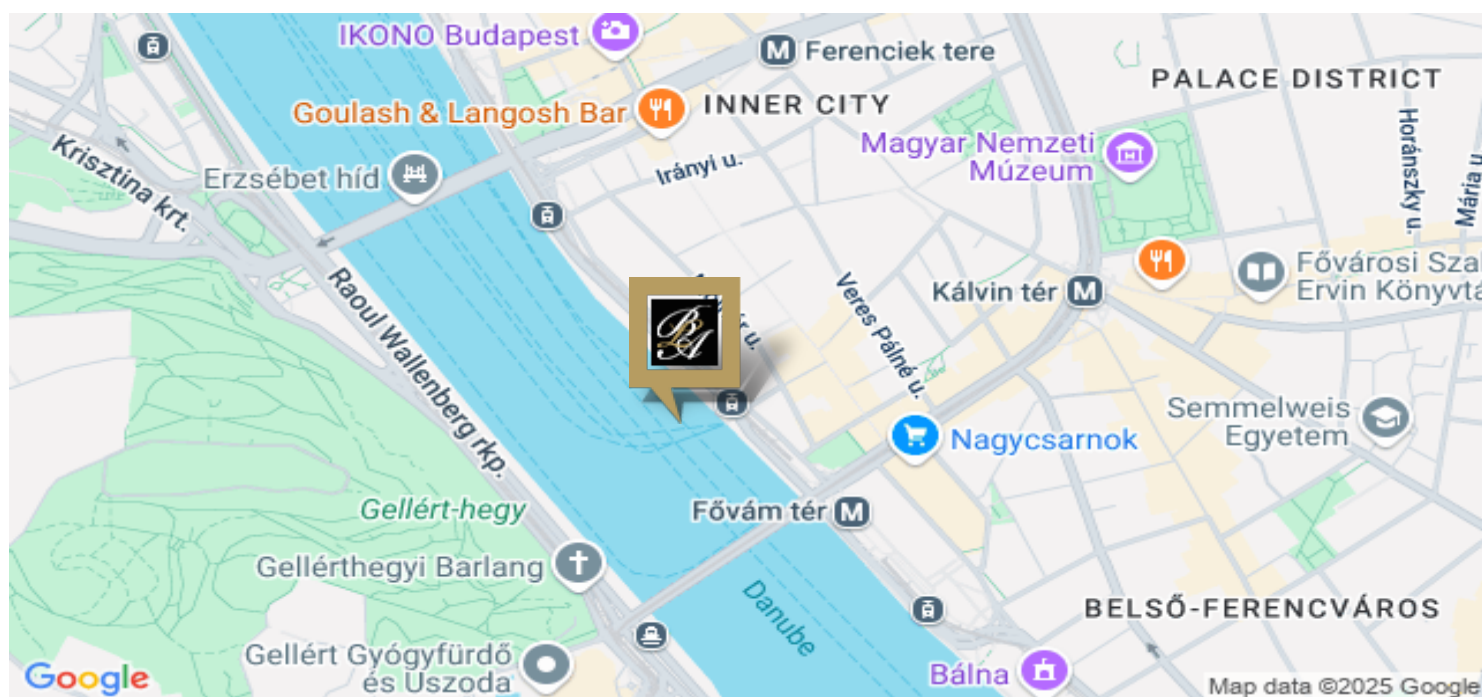 IKONO Budapest
M Ferenciek tere
PALACE DISTRICT
Goulash & Langosh Bar
INNER CITY
Horánszky u.
Mária u
Magyar Nemzeti
Múzeum
Krisztina krt.
Erzsébet híd
Irányi u.
Fővárosi Szal
Ervin Könyvtá
Kálvin tér M
Raoul Wallenberg rkp.
BLA
u.
Veres Pálné u.
Semmelweis
Egyetem
Nagycsarnok
Gellért-hegy
Fővám tér M
Gellérthegyi Barlang
Danube
BELSŐ-FERENCVÁROS
Gellért Gyógyfürdő
és Uszoda
Bálna
Google
Map data ©2025 Google